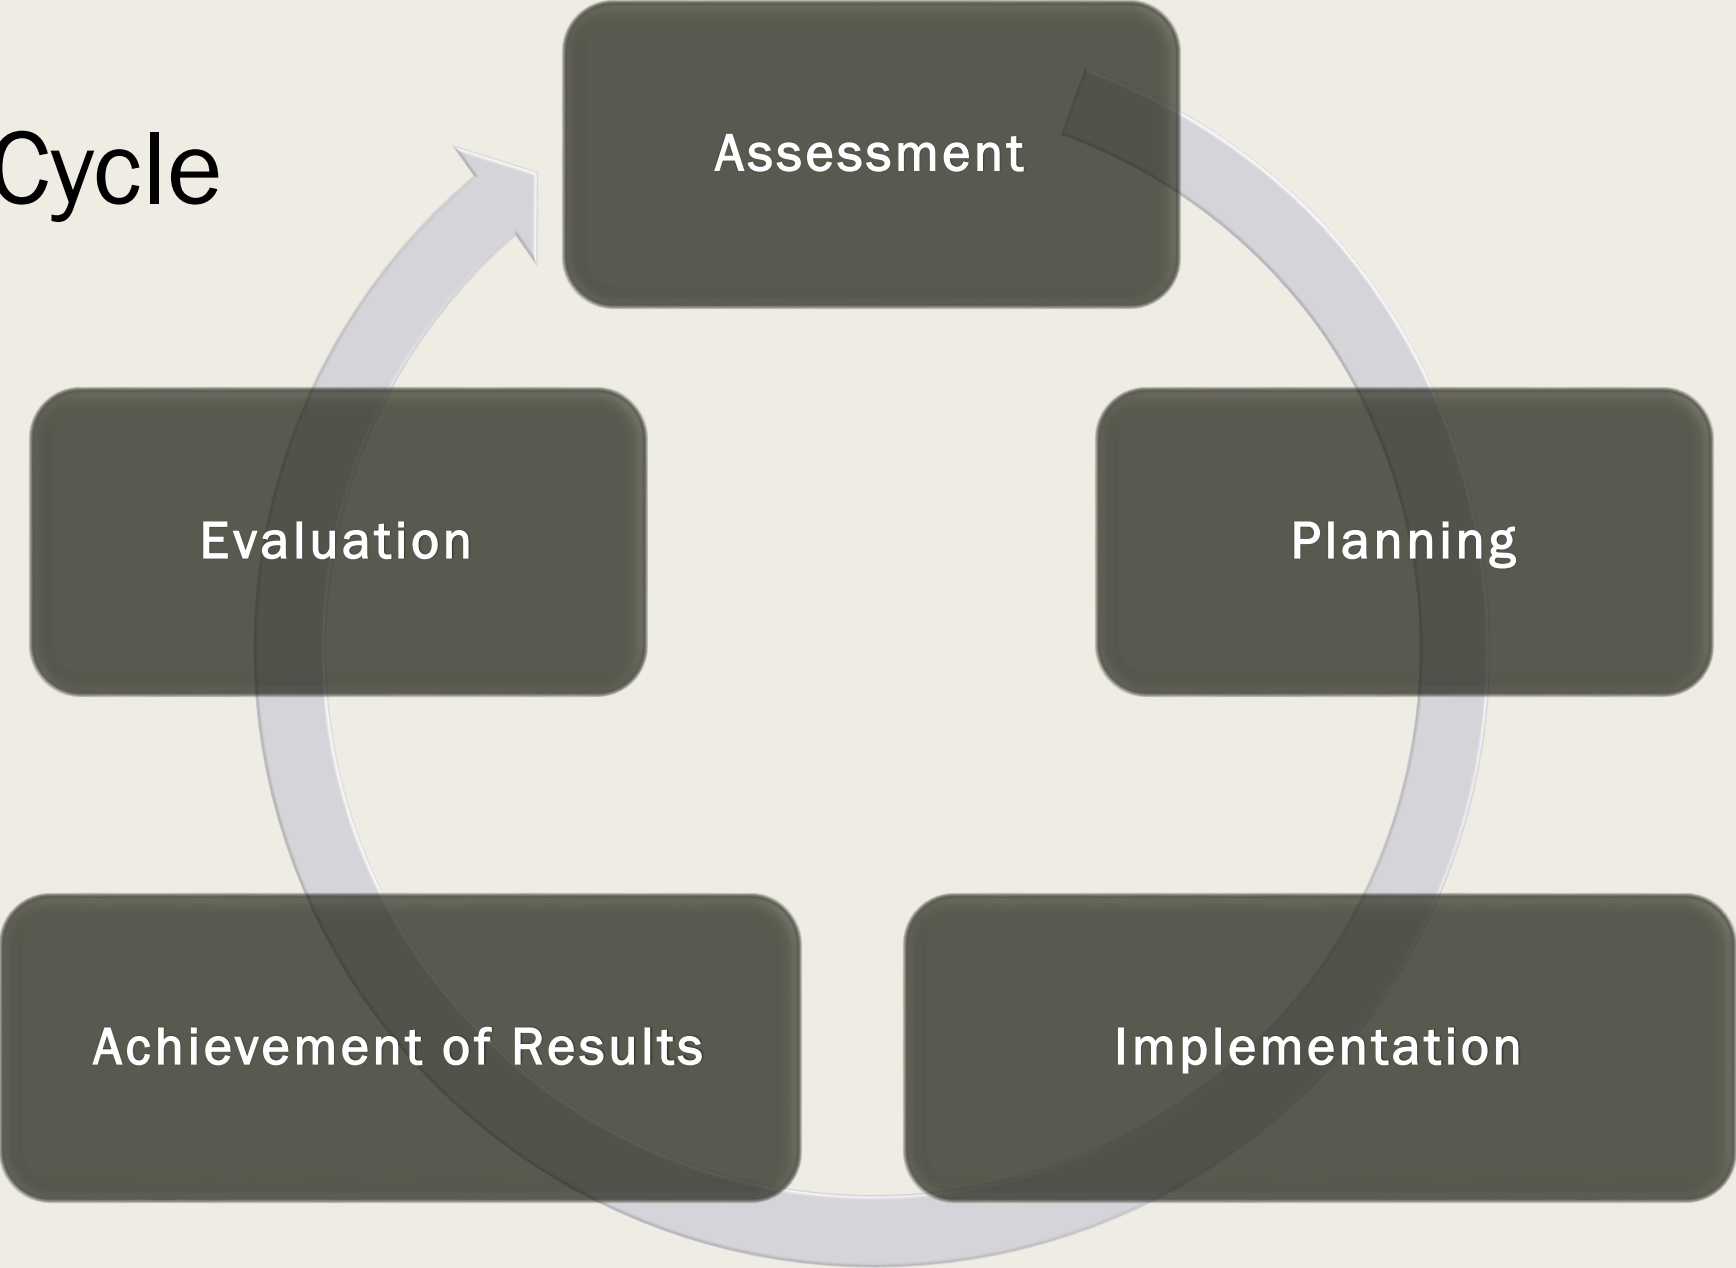 Cycle
Assessment
Planning
Implementation
Achievement of Results
Evaluation